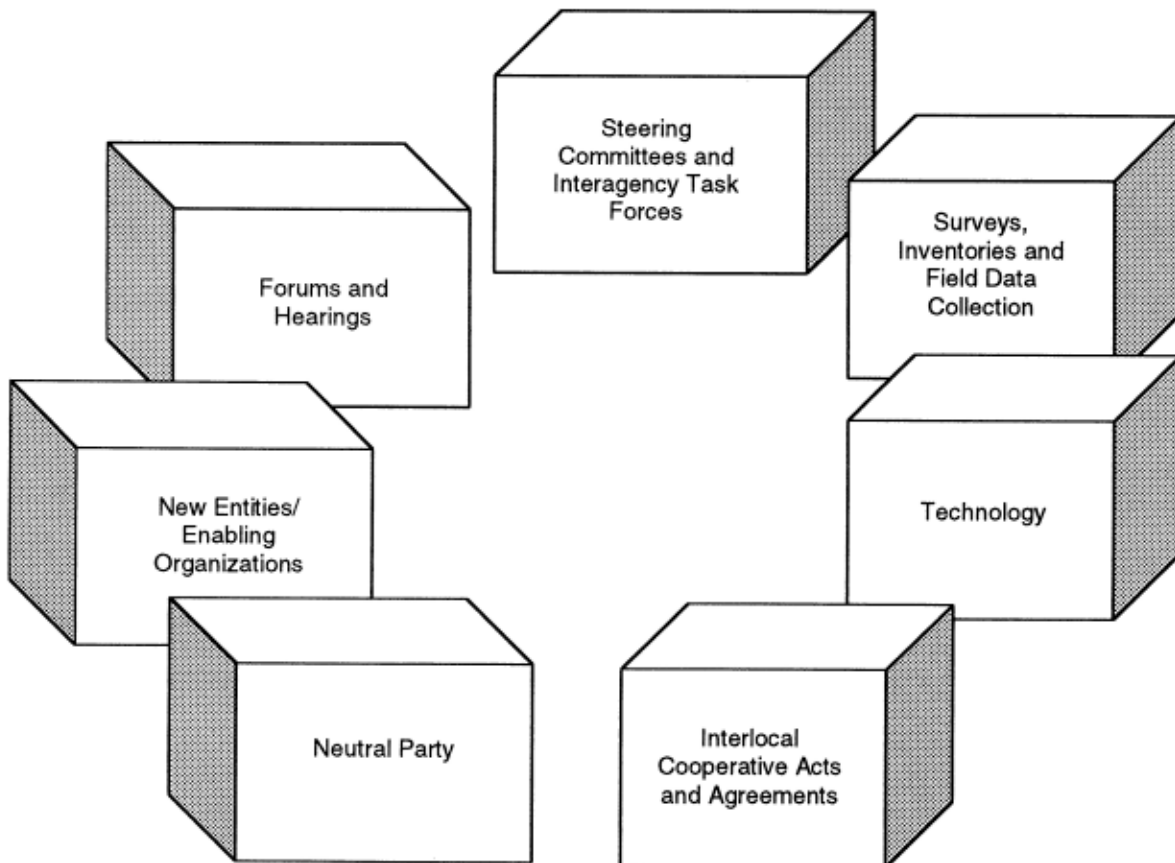 Steering
Committees and
Interagency Task
Forces
Surveys,
Inventories and
Field Data
Collection
Forums and
Hearings
New Entities/
Enabling
Organizations
Technology
Neutral Party
Interlocal
Cooperative Acts
and Agreements